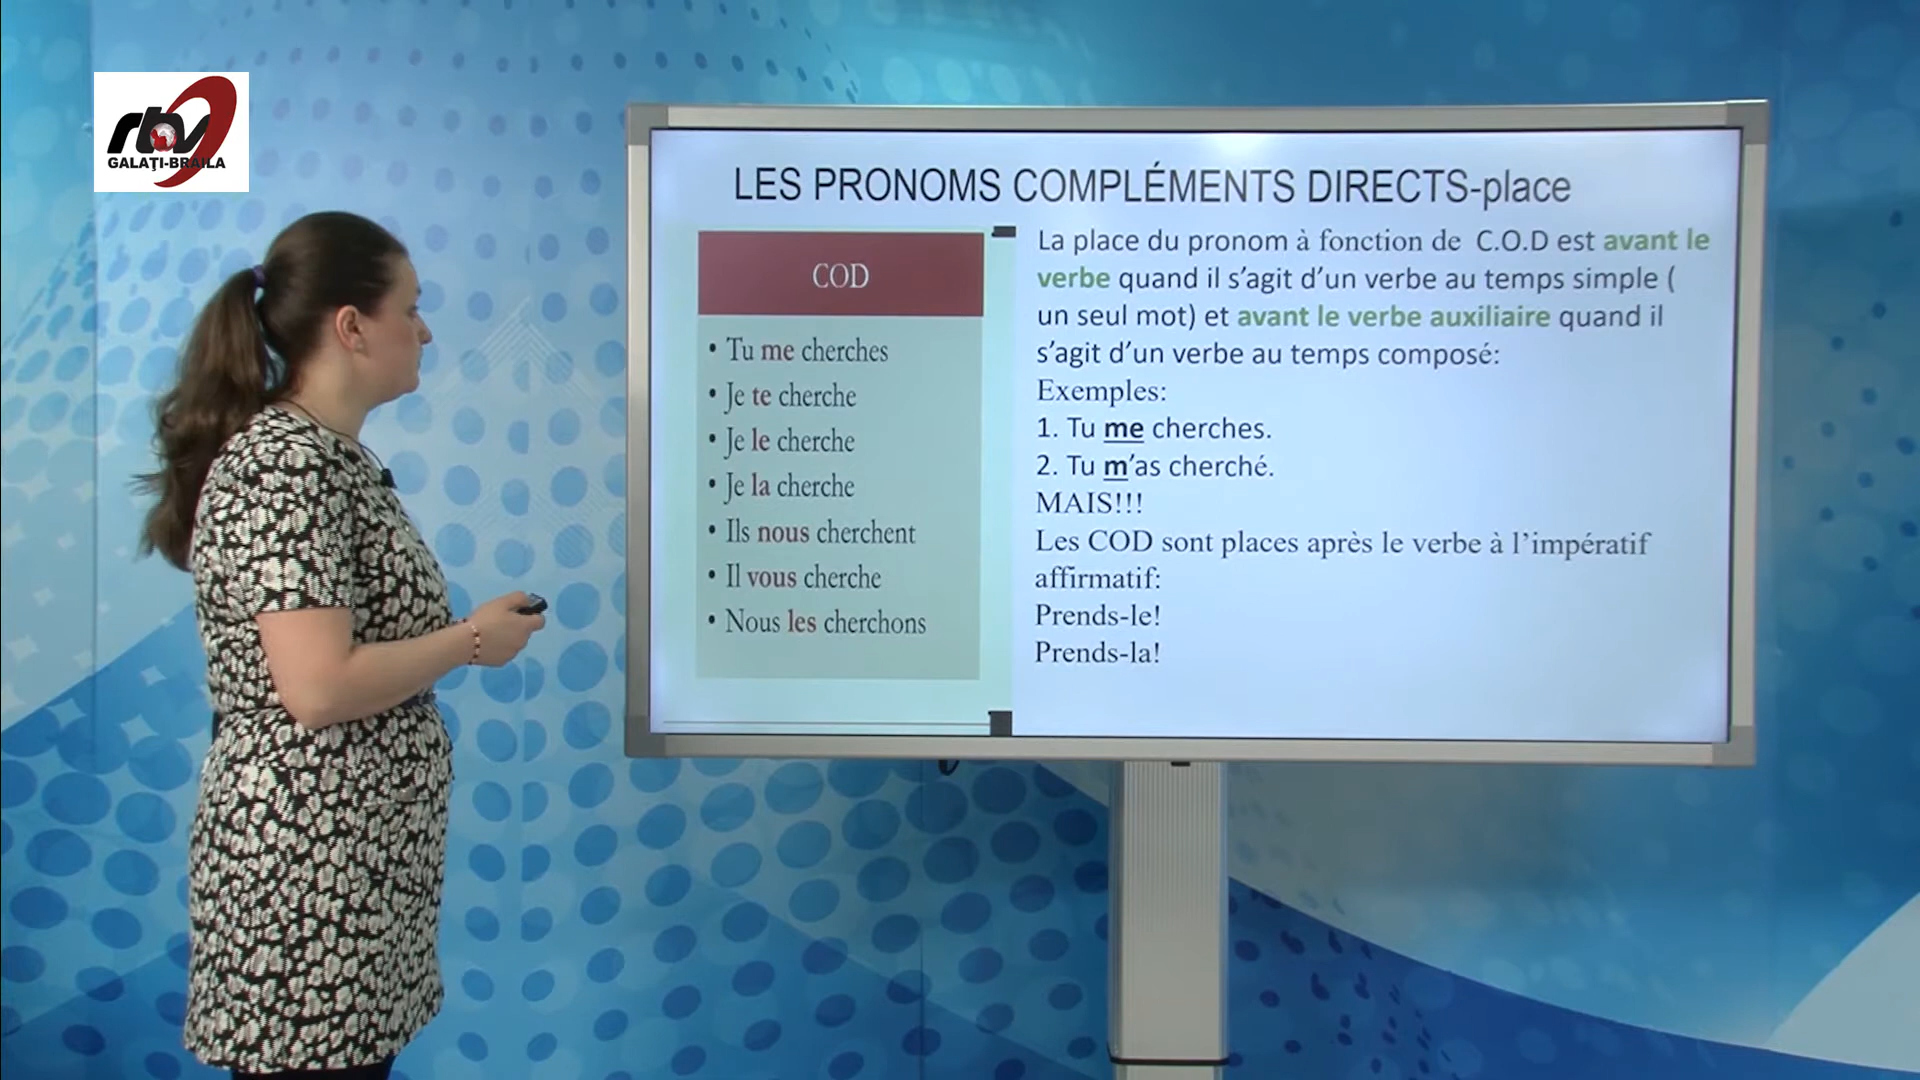 rtv
GALAŢI-BRAILA
LES PRONOMS COMPLÉMENTS DIRECTS-place
COD
• Tu me cherches
• Je te cherche
• Je le cherche
• Je la cherche
• Ils nous cherchent
• Il vous cherche
• Nous les cherchons
La place du pronom à fonction de C.O.D est avant le
verbe quand il s’agit d’un verbe au temps simple (
un seul mot) et avant le verbe auxiliaire quand il
s’agit d’un verbe au temps composé:
Exemples:
1. Tu me cherches.
2. Tu m’as cherché.
MAIS!!!
Les COD sont places après le verbe à l’impératif
affirmatif:
Prends-le!
Prends-la!